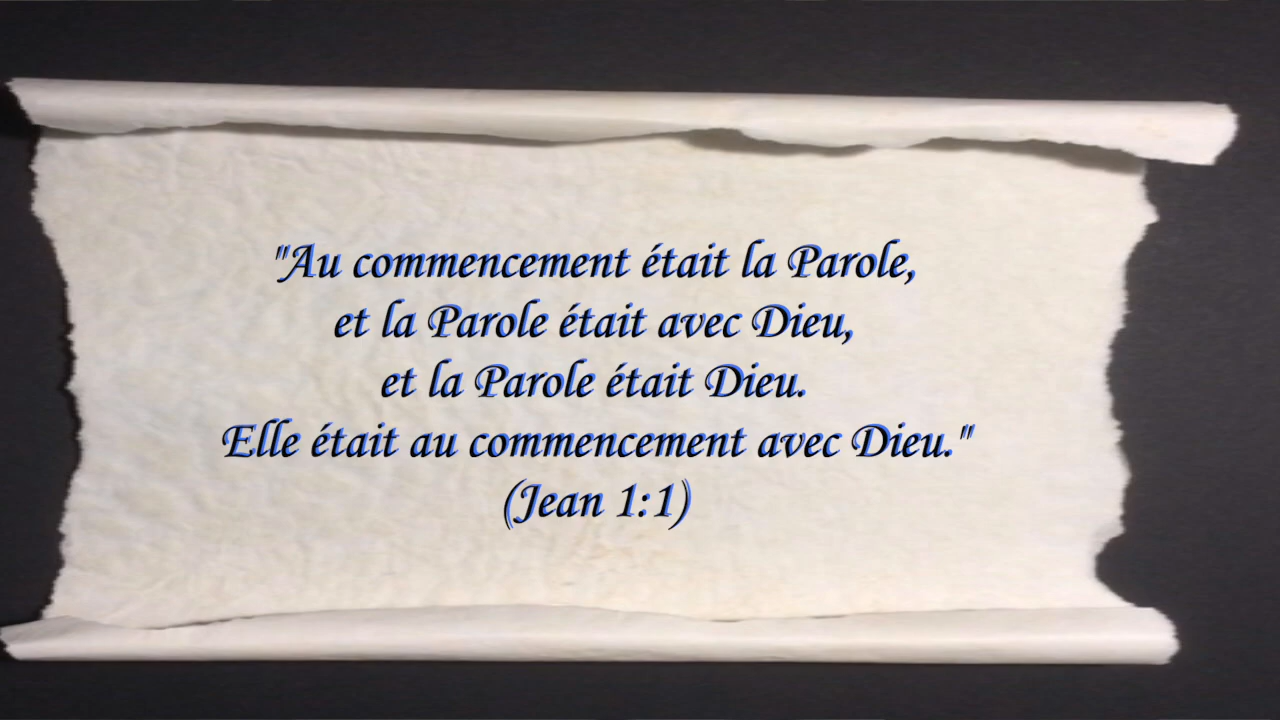 "Au commencement était la Parole,
et la Parole était avec Dieu,
et la Parole était Dieu.
Elle était au commencement avec Dieu."
(Jean 1:1)